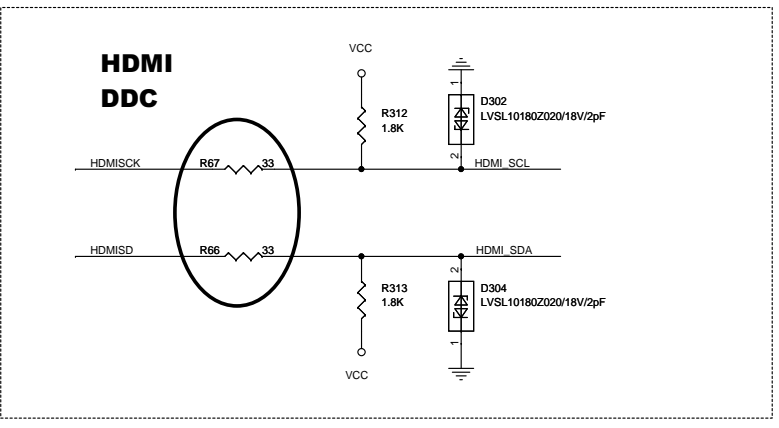 HDMI
DDC
VCC
R312
1.8K
1
D302
LVSL10180Z020/18V/2pF
2
HDMISCK
R67
33
HDMI_SCL
HDMISD
R66
33
HDMI_SDA
R313
1.8K
2
D304
LVSL10180Z020/18V/2pF
1
VCC